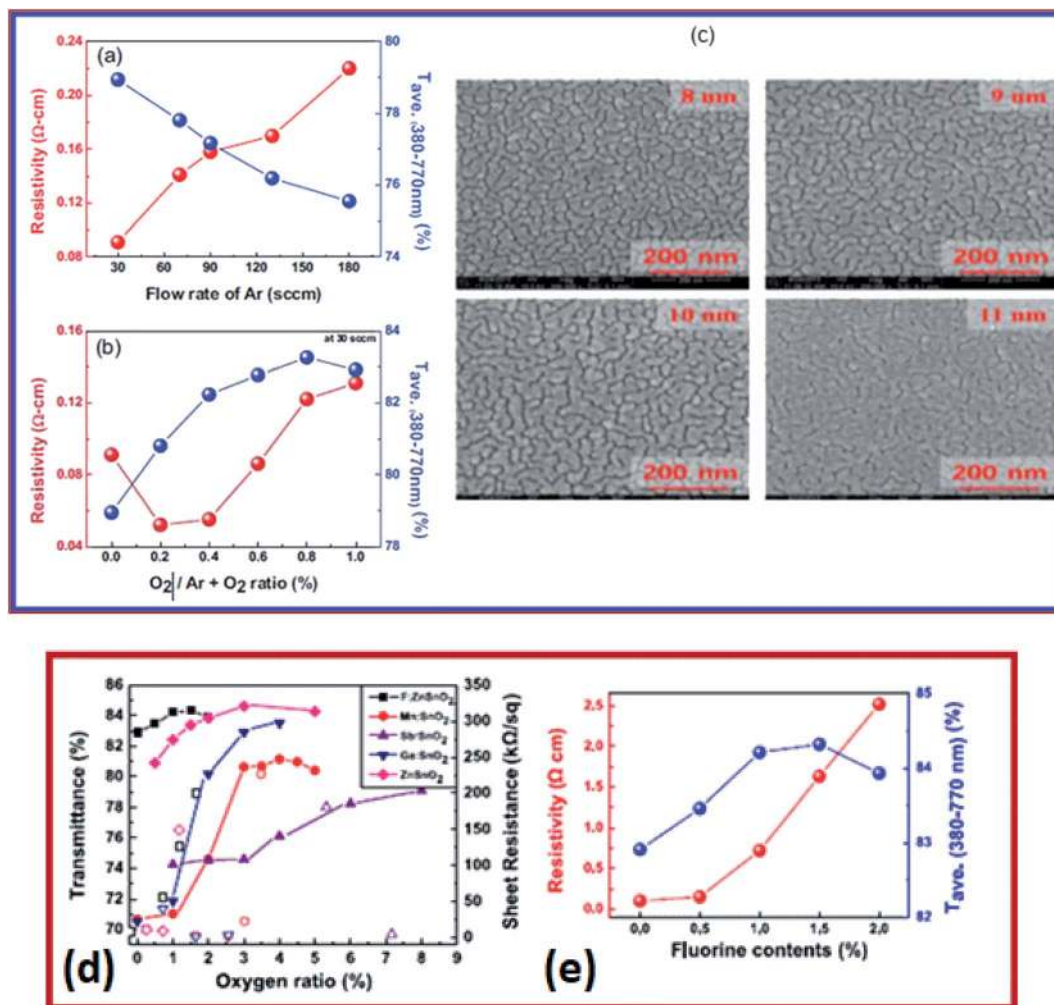 (a)
0.24
0.20
0.16
0.12
0.08
Resistivity (Ω-cm)
80
78
76
74
T_ave. (380-770nm) (%)
30 60 90 120 150 180
Flow rate of Ar (sccm)
(b)
at 30 sccm
0.16
0.12
0.08
0.04
Resistivity (Ω-cm)
84
83
82
81
80
79
78
T_ave. (380-770nm) (%)
0.0 0.2 0.4 0.6 0.8 1.0
O2 / Ar + O2 ratio (%)
(c)
8 nm
200 nm
9 nm
200 nm
10 nm
200 nm
11 nm
200 nm
(d)
86
84
82
80
78
76
74
72
70
Transmittance (%)
F:ZnSnO2
Mn:SnO2
Sb:SnO2
Ga:SnO2
ZnSnO2
350
300
250
200
150
100
50
0
Sheet Resistance (kΩ/sq)
0 1 2 3 4 5 6 7 8 9
Oxygen ratio (%)
(e)
2.5
2.0
1.5
1.0
0.5
0.0
Resistivity (Ω cm)
85
84
83
82
T_ave. (380-770 nm) (%)
0,0 0,5 1,0 1,5 2,0
Fluorine contents (%)